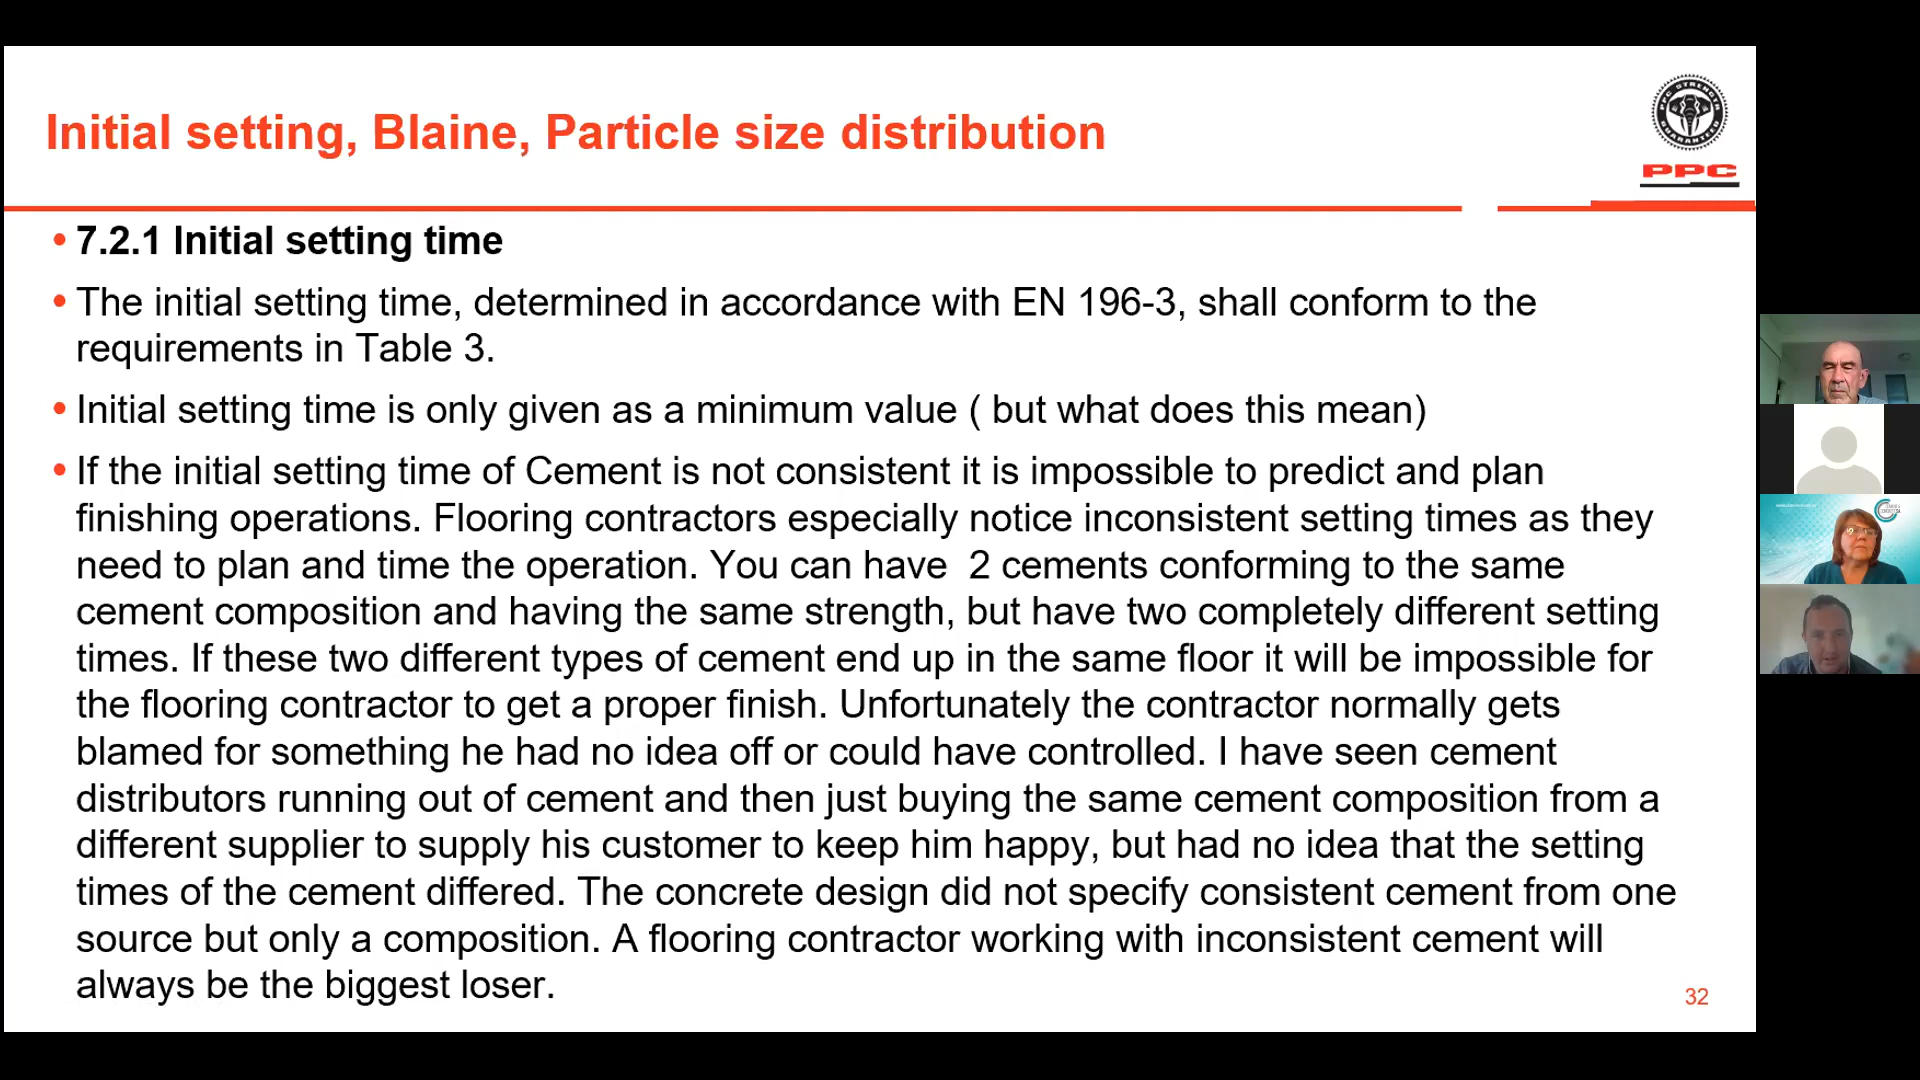 Initial setting, Blaine, Particle size distribution
PPC STRENGTH
GUARANTEED
PPC
• 7.2.1 Initial setting time
• The initial setting time, determined in accordance with EN 196-3, shall conform to the
requirements in Table 3.
• Initial setting time is only given as a minimum value ( but what does this mean)
• If the initial setting time of Cement is not consistent it is impossible to predict and plan
finishing operations. Flooring contractors especially notice inconsistent setting times as they
need to plan and time the operation. You can have  2 cements conforming to the same
cement composition and having the same strength, but have two completely different setting
times. If these two different types of cement end up in the same floor it will be impossible for
the flooring contractor to get a proper finish. Unfortunately the contractor normally gets
blamed for something he had no idea off or could have controlled. I have seen cement
distributors running out of cement and then just buying the same cement composition from a
different supplier to supply his customer to keep him happy, but had no idea that the setting
times of the cement differed. The concrete design did not specify consistent cement from one
source but only a composition. A flooring contractor working with inconsistent cement will
always be the biggest loser.
32